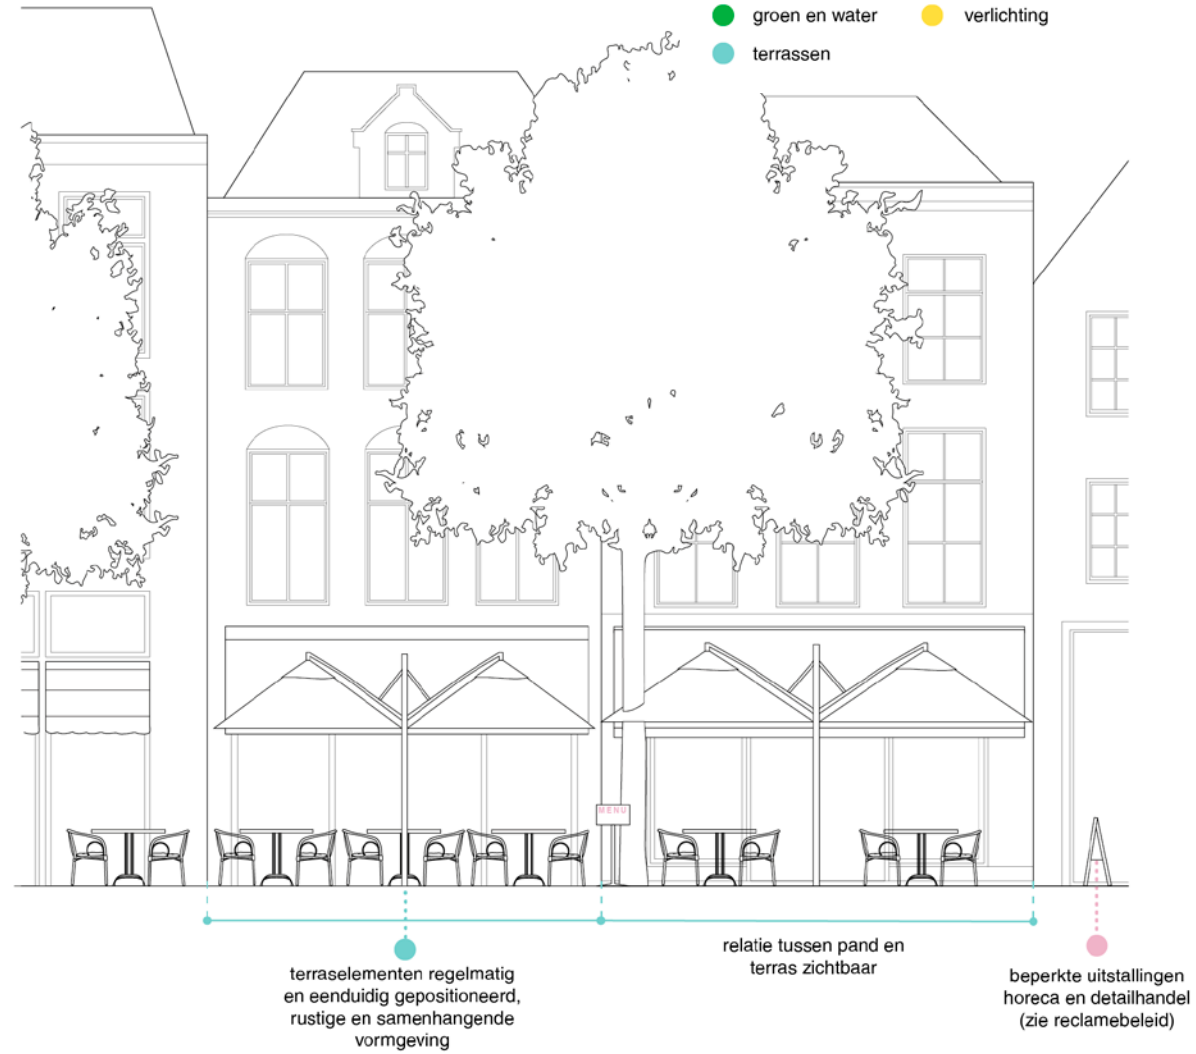 groen en water
verlichting
terrassen
MENU
terraselementen regelmatig
en eenduidig gepositioneerd,
rustige en samenhangende
vormgeving
relatie tussen pand en
terras zichtbaar
beperkte uitstallingen
horeca en detailhandel
(zie reclamebeleid)